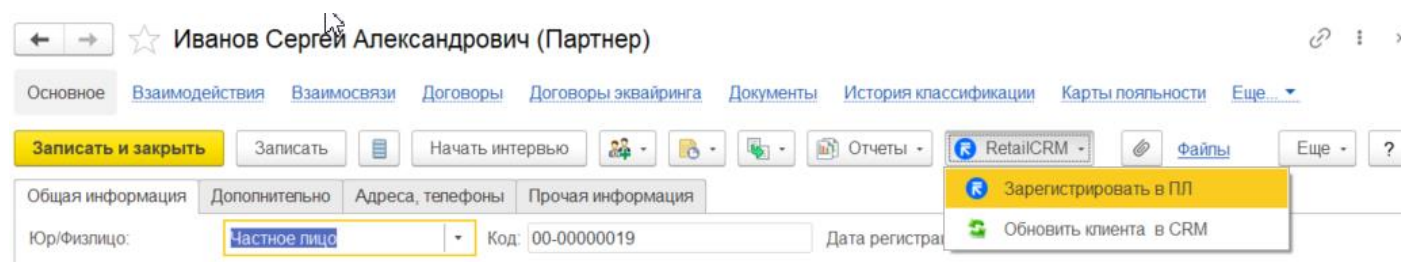 Иванов Сергей Александрович (Партнер)
Основное Взаимодействия Взаимосвязи Договоры Договоры эквайринга Документы История классификации Карты лояльности Еще...
Записать и закрыть Записать Начать интервью Отчеты RetailCRM Файлы Еще ?
Общая информация Дополнительно Адреса, телефоны Прочая информация
Зарегистрировать в ПЛ
Юр/Физлицо: Частное лицо Код: 00-00000019 Дата регистрац
Обновить клиента в CRM